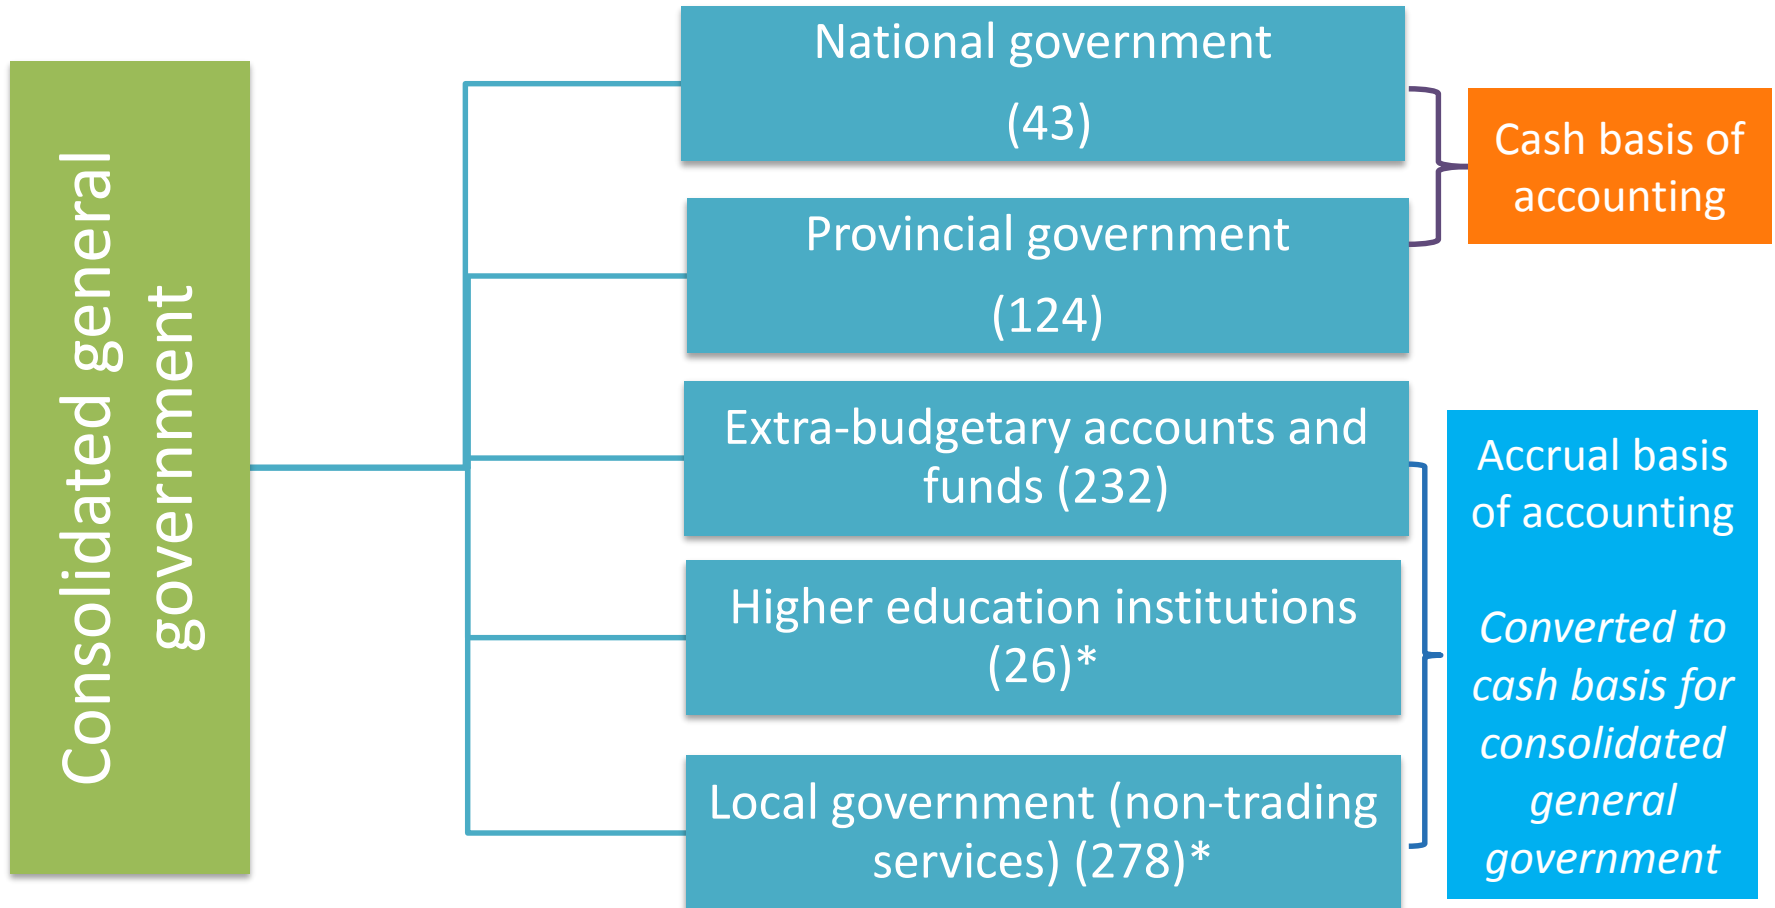 Consolidated general
government
National government
(43)
Provincial government
(124)
Extra-budgetary accounts and
funds (232)
Higher education institutions
(26)*
Local government (non-trading
services) (278)*
Cash basis of
accounting
Accrual basis
of accounting
Converted to
cash basis for
consolidated
general
government